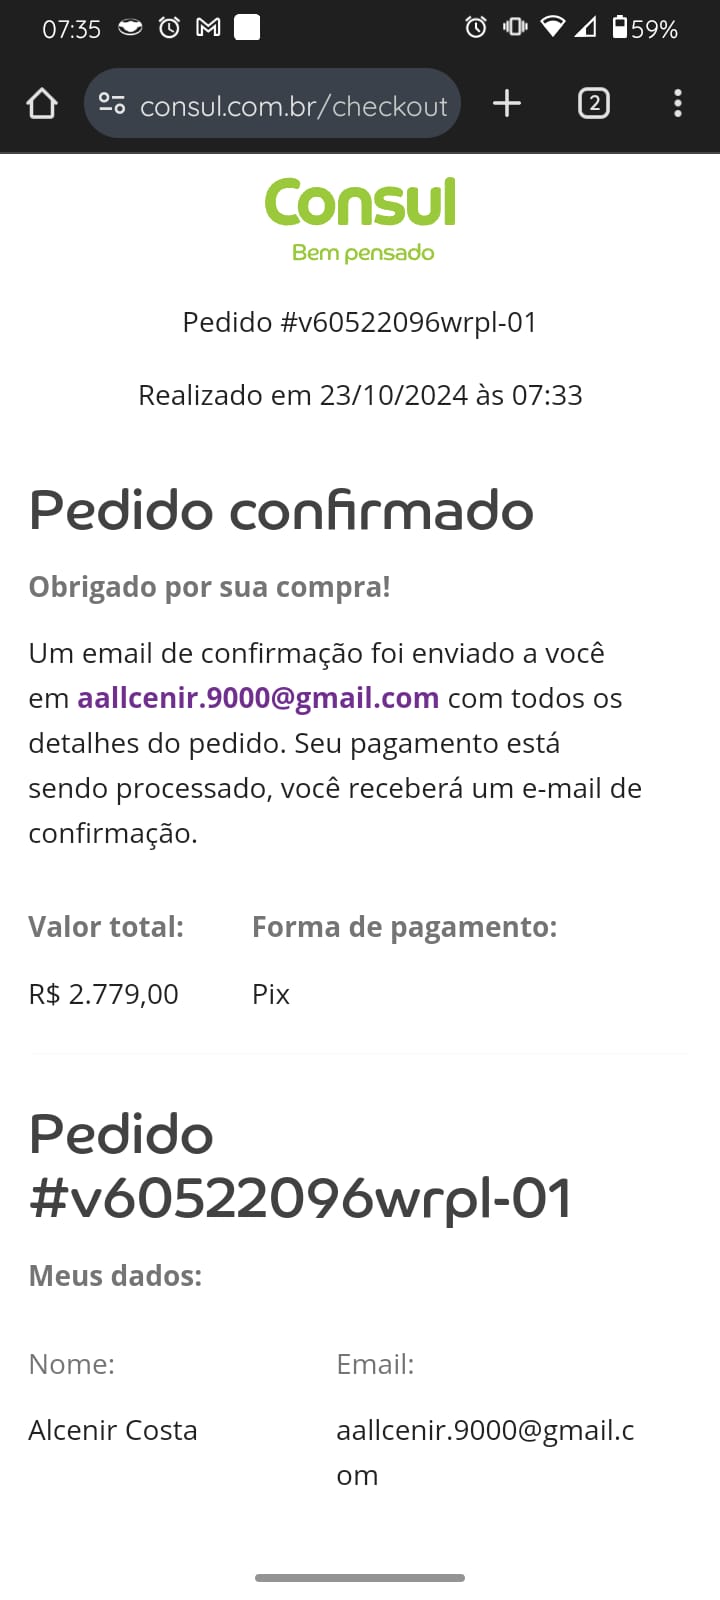 07:35
59%
consul.com.br/checkout
2
Consul
Bem pensado
Pedido #v60522096wrpl-01
Realizado em 23/10/2024 às 07:33
Pedido confirmado
Obrigado por sua compra!
Um email de confirmação foi enviado a você
em aallcenir.9000@gmail.com com todos os
detalhes do pedido. Seu pagamento está
sendo processado, você receberá um e-mail de
confirmação.
Valor total: Forma de pagamento:
R$ 2.779,00 Pix
Pedido
#v60522096wrpl-01
Meus dados:
Nome: Email:
Alcenir Costa aallcenir.9000@gmail.c
om